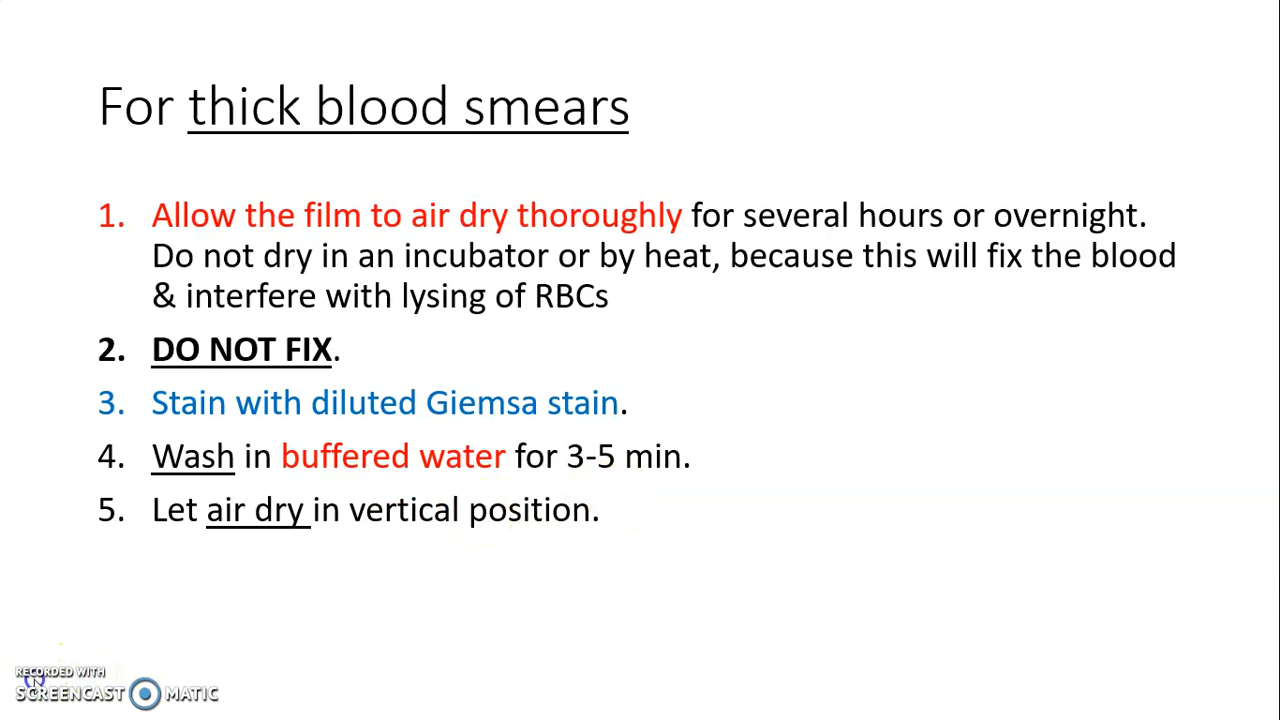 For thick blood smears
1. Allow the film to air dry thoroughly for several hours or overnight.
Do not dry in an incubator or by heat, because this will fix the blood
& interfere with lysing of RBCs
2. DO NOT FIX.
3. Stain with diluted Giemsa stain.
4. Wash in buffered water for 3-5 min.
5. Let air dry in vertical position.
RECORDED WITH
SCREENCAST MATIC